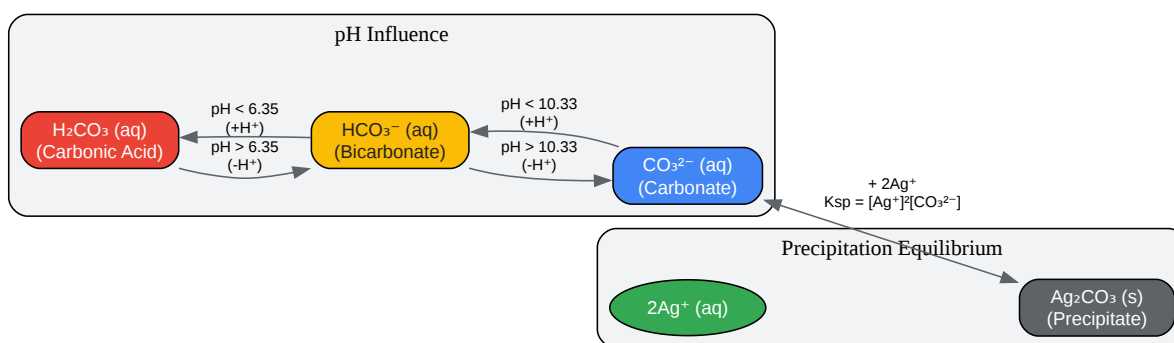 pH Influence
pH < 6.35
(+H⁺)
pH > 6.35
(-H⁺)
pH < 10.33
(+H⁺)
pH > 10.33
(-H⁺)
H₂CO₃ (aq)
(Carbonic Acid)
HCO₃⁻ (aq)
(Bicarbonate)
CO₃²⁻ (aq)
(Carbonate)
+ 2Ag⁺
Ksp = [Ag⁺]²[CO₃²⁻]
Precipitation Equilibrium
2Ag⁺ (aq)
Ag₂CO₃ (s)
(Precipitate)